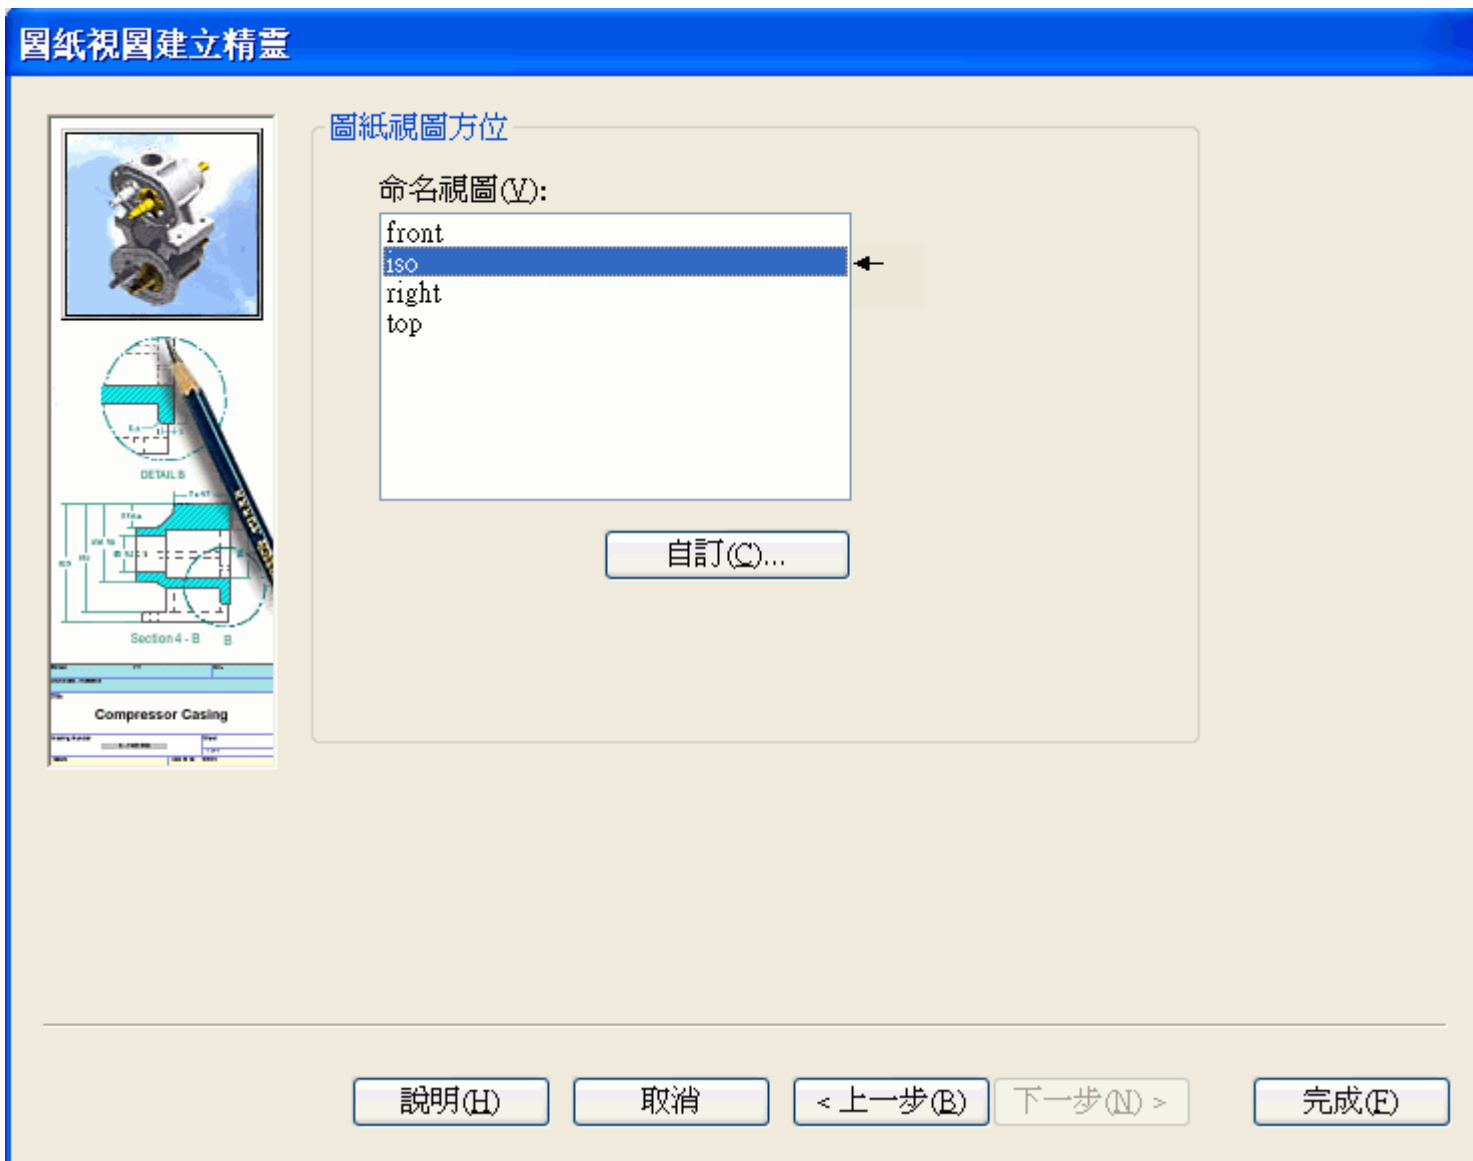 圖紙視圖建立精靈
圖紙視圖方位
命名視圖(V):
front
iso
right
top
自訂(C)...
DETAIL B
Section 4 - B B
Compressor Casing
說明(H)
取消
< 上一步(B)
下一步(N) >
完成(F)